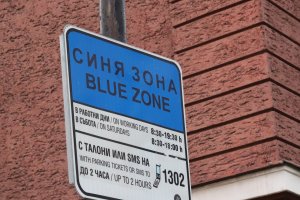 СИНЯ ЗОНА
BLUE ZONE
В РАБОТНИ ДНИ / ON WORKING DAYS 8:30-19:30 h
В СЪБОТА / ON SATURDAYS 8:30-18:00 h
С ТАЛОНИ ИЛИ SMS НА
WITH PARKING TICKETS OR SMS TO
1302
ДО 2 ЧАСА / UP TO 2 HOURS